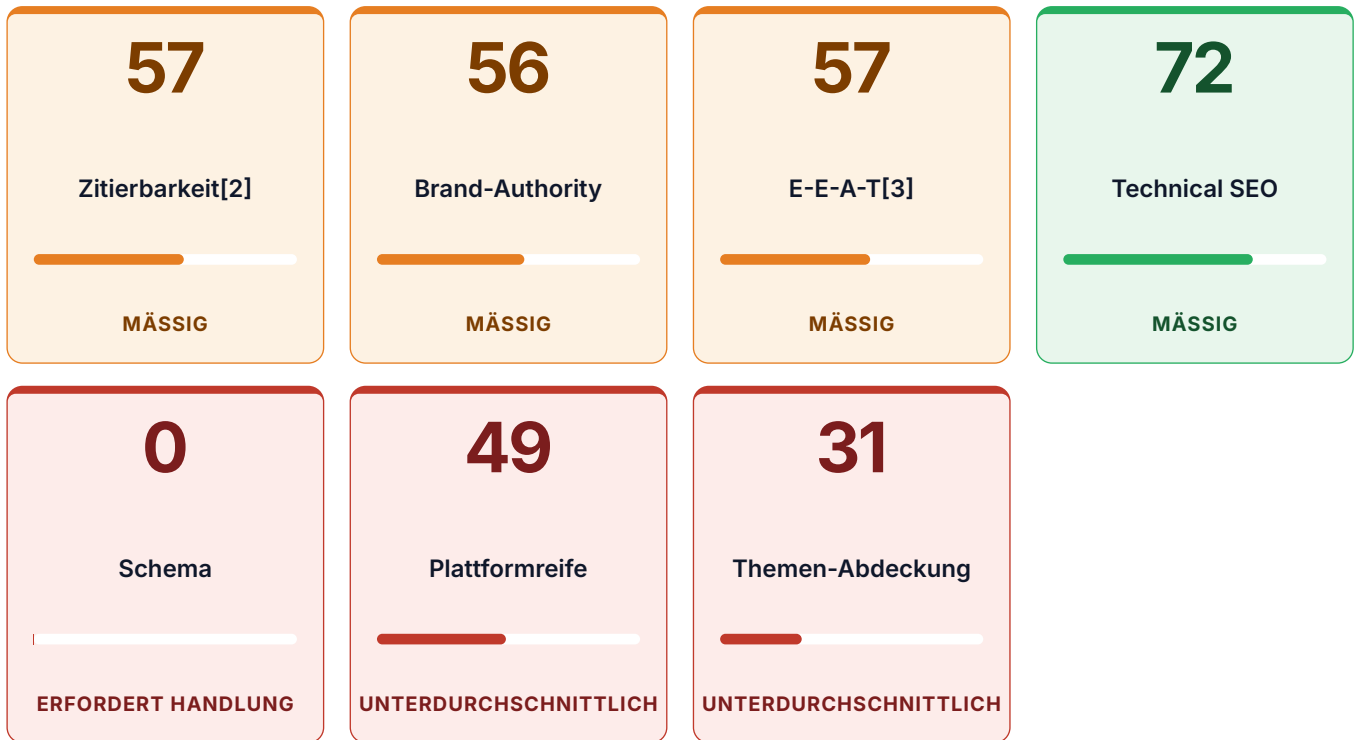 57
Zitierbarkeit[2]
MÄSSIG
56
Brand-Authority
MÄSSIG
57
E-E-A-T[3]
MÄSSIG
72
Technical SEO
MÄSSIG
0
Schema
ERFORDERT HANDLUNG
49
Plattformreife
UNTERDURCHSCHNITTLICH
31
Themen-Abdeckung
UNTERDURCHSCHNITTLICH